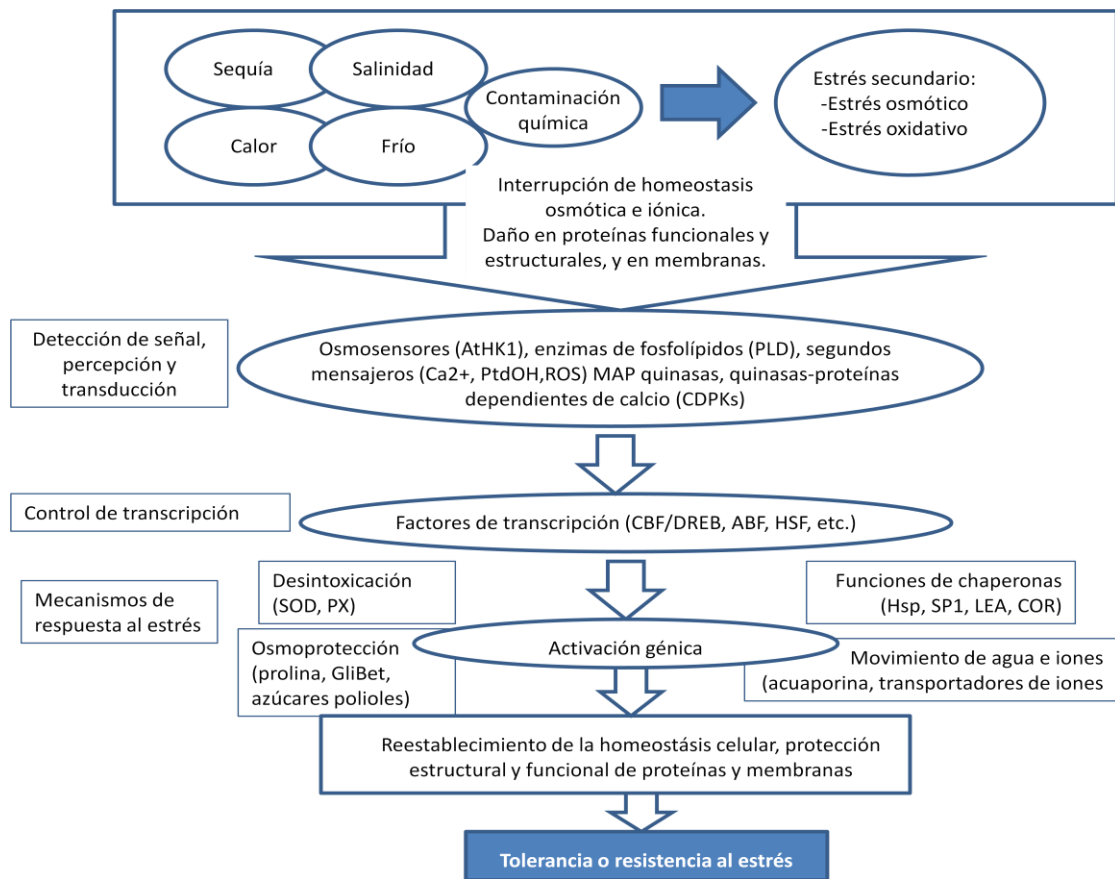 Sequía
Salinidad
Contaminación
química
Calor
Frío
Estrés secundario:
-Estrés osmótico
-Estrés oxidativo
Interrupción de homeostasis
osmótica e iónica.
Daño en proteínas funcionales y
estructurales, y en membranas.
Detección de señal,
percepción y
transducción
Osmosensores (AtHK1), enzimas de fosfolípidos (PLD), segundos
mensajeros (Ca2+, PtdOH,ROS) MAP quinasas, quinasas-proteínas
dependientes de calcio (CDPKs)
Control de transcripción
Factores de transcripción (CBF/DREB, ABF, HSF, etc.)
Mecanismos de
respuesta al estrés
Desintoxicación
(SOD, PX)
Funciones de chaperona
(Hsp, SP1, LEA, COR)
Osmoprotección
(prolina, GliBet,
azúcares polioles)
Activación génica
Movimiento de agua e iones
(acuaporina, transportadores de iones
Reestablecimiento de la homeostásis celular, protección
estructural y funcional de proteínas y membranas
Tolerancia o resistencia al estrés